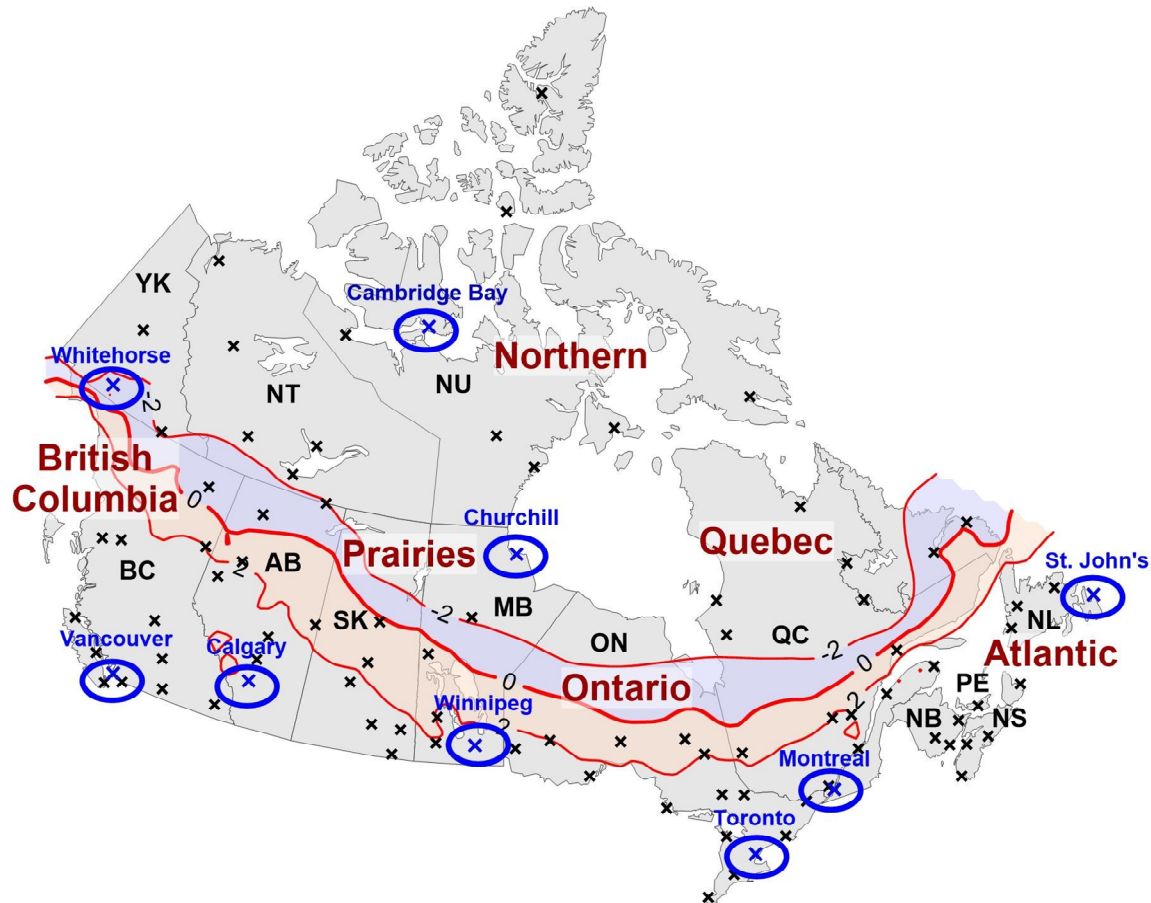 YK
Cambridge Bay
Whitehorse
Northern
NU
NT
-2
British
Columbia
0
Churchill
Prairies
Quebec
St. John's
AB
BC
2
MB
-2
SK
ON
QC
NL
Vancouver
Calgary
-2
0
Atlantic
0
Ontario
PE
Winnipeg
2
NB
NS
2
Montreal
Toronto